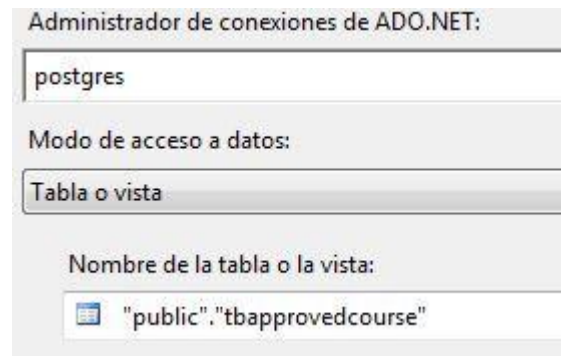 Administrador de conexiones de ADO.NET:
postgres
Modo de acceso a datos:
Tabla o vista
Nombre de la tabla o la vista:
"public"."tbapprovedcourse"